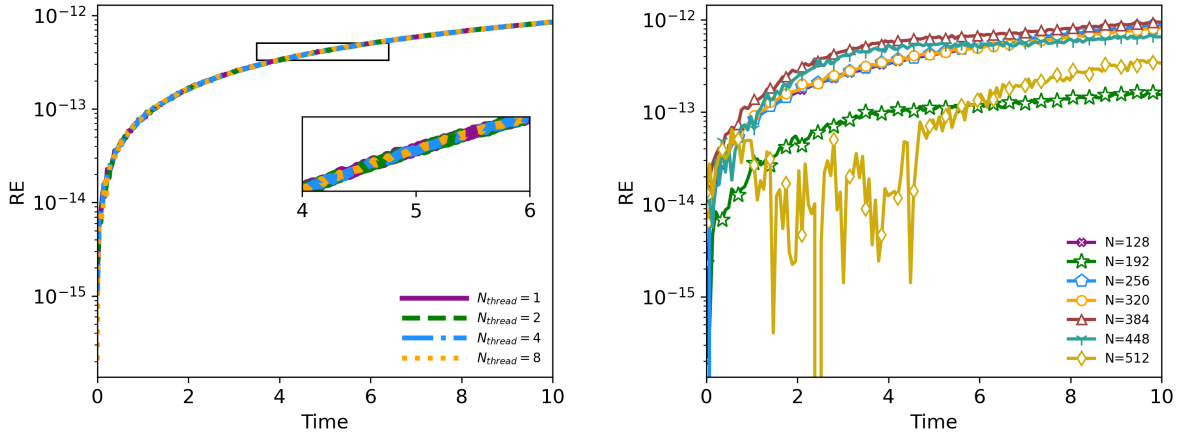 10⁻¹²
10⁻¹³
10⁻¹⁴
10⁻¹⁵
RE
4 5 6
N_thread = 1
N_thread = 2
N_thread = 4
N_thread = 8
0 2 4 6 8 10
Time
10⁻¹²
10⁻¹³
10⁻¹⁴
10⁻¹⁵
RE
N=128
N=192
N=256
N=320
N=384
N=448
N=512
0 2 4 6 8 10
Time